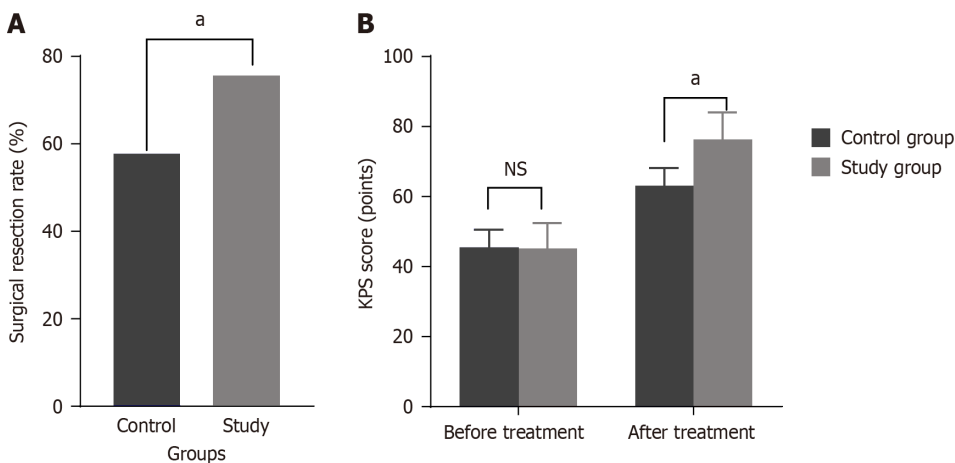 A
a
80
60
40
20
0
Surgical resection rate (%)
Control
Study
Groups
B
100
80
60
40
20
0
KPS score (points)
NS
a
Before treatment
After treatment
Control group
Study group